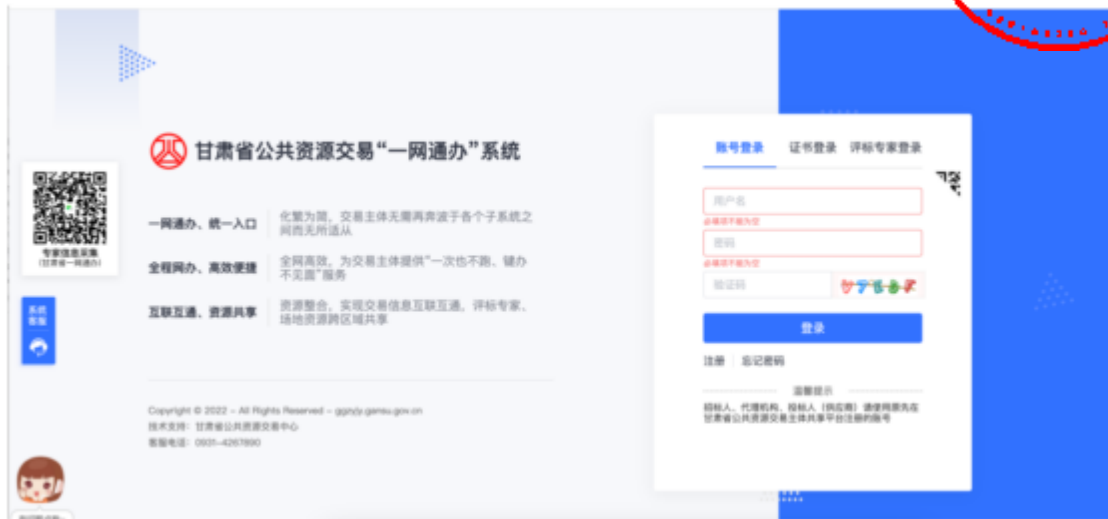 甘肃省公共资源交易“一网通办”系统
一网通办、统一入口
化繁为简，交易主体无需再奔波于各个子系统之
间而无所适从
全程网办、高效便捷
全网高效，为交易主体提供“一次也不跑、键办
不见面”服务
互联互通、资源共享
资源整合，实现交易信息互联互通，评标专家、
场地资源跨区域共享
Copyright © 2022 - All Rights Reserved - ggzyjy.gansu.gov.cn
技术支持：甘肃省公共资源交易中心
客服电话：0931-4267890
专家信息采集
(甘肃省一网通办)
系统
客服
账号登录 证书登录 评标专家登录
用户名
必填项不能为空
密码
必填项不能为空
验证码
登录
注册 忘记密码
温馨提示
招标人、代理机构、投标人（供应商）请使用原先在
甘肃省公共资源交易主体共享平台注册的账号